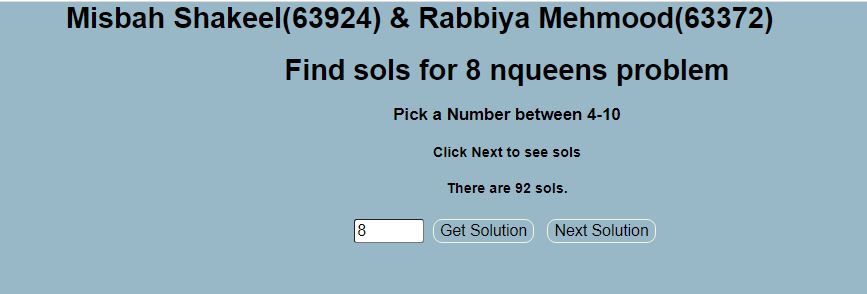 Misbah Shakeel(63924) & Rabbiya Mehmood(63372)
Find sols for 8 nqueens problem
Pick a Number between 4-10
Click Next to see sols
There are 92 sols.
8 Get Solution Next Solution